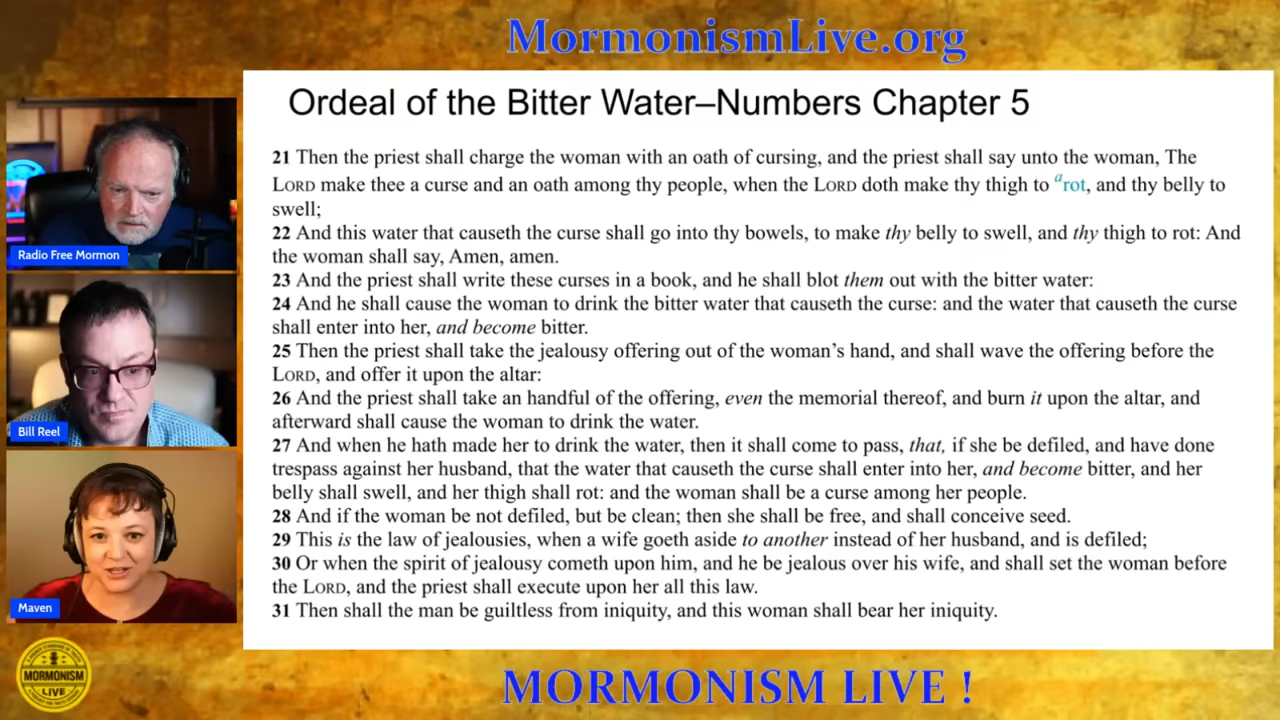 MormonismLive.org
Ordeal of the Bitter Water–Numbers Chapter 5
21 Then the priest shall charge the woman with an oath of cursing, and the priest shall say unto the woman, The
LORD make thee a curse and an oath among thy people, when the LORD doth make thy thigh to a rot, and thy belly to
swell;
22 And this water that causeth the curse shall go into thy bowels, to make thy belly to swell, and thy thigh to rot: And
the woman shall say, Amen, amen.
23 And the priest shall write these curses in a book, and he shall blot them out with the bitter water:
24 And he shall cause the woman to drink the bitter water that causeth the curse: and the water that causeth the curse
shall enter into her, and become bitter.
25 Then the priest shall take the jealousy offering out of the woman's hand, and shall wave the offering before the
LORD, and offer it upon the altar:
26 And the priest shall take an handful of the offering, even the memorial thereof, and burn it upon the altar, and
afterward shall cause the woman to drink the water.
27 And when he hath made her to drink the water, then it shall come to pass, that, if she be defiled, and have done
trespass against her husband, that the water that causeth the curse shall enter into her, and become bitter, and her
belly shall swell, and her thigh shall rot: and the woman shall be a curse among her people.
28 And if the woman be not defiled, but be clean; then she shall be free, and shall conceive seed.
29 This is the law of jealousies, when a wife goeth aside to another instead of her husband, and is defiled;
30 Or when the spirit of jealousy cometh upon him, and he be jealous over his wife, and shall set the woman before
the LORD, and the priest shall execute upon her all this law.
31 Then shall the man be guiltless from iniquity, and this woman shall bear her iniquity.
Radio Free Mormon
Bill Reel
Maven
MORMONISM
LIVE
MORMONISM LIVE !